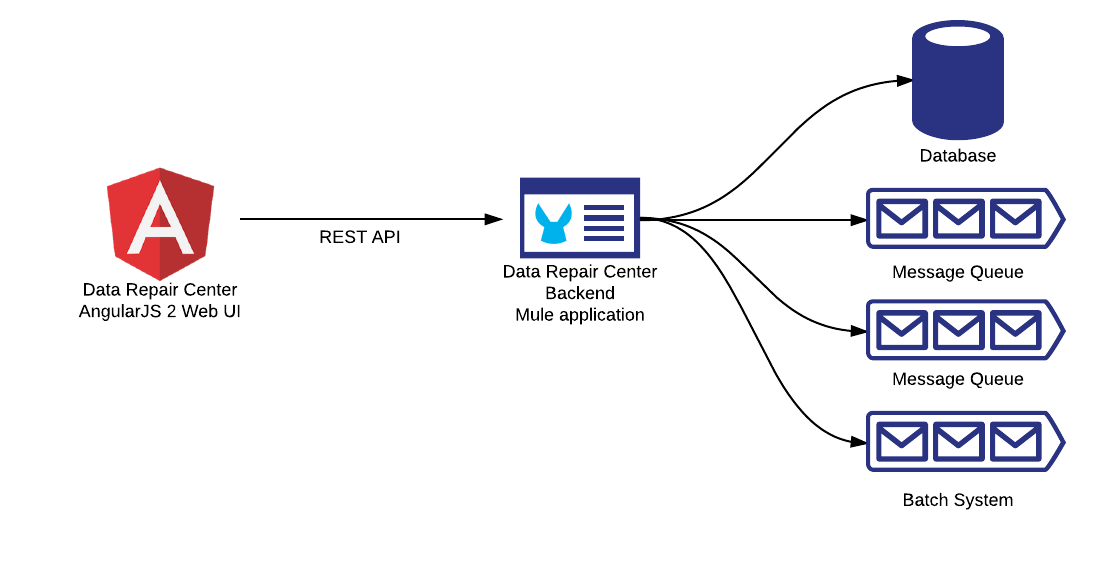 Data Repair Center
AngularJS 2 Web UI
REST API
Data Repair Center
Backend
Mule application
Database
Message Queue
Message Queue
Batch System